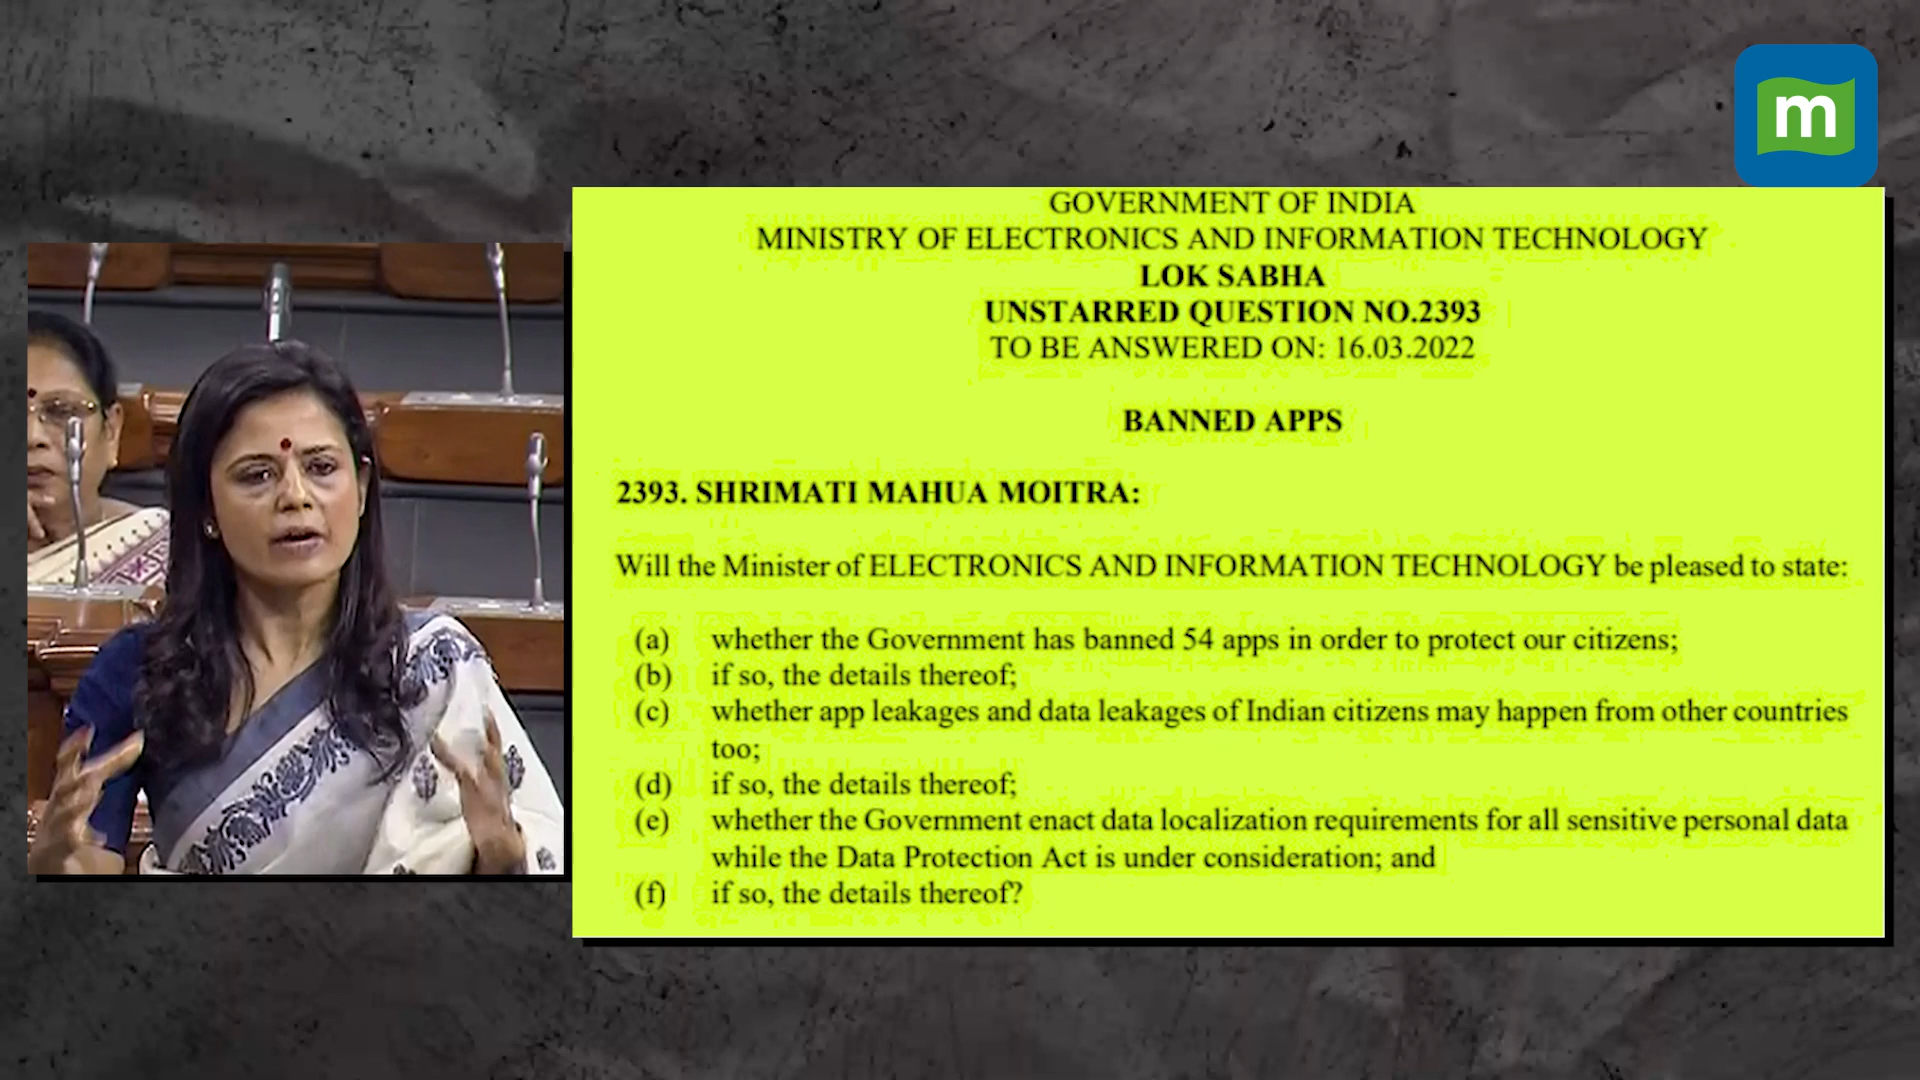 m
GOVERNMENT OF INDIA
MINISTRY OF ELECTRONICS AND INFORMATION TECHNOLOGY
LOK SABHA
UNSTARRED QUESTION NO.2393
TO BE ANSWERED ON: 16.03.2022
BANNED APPS
2393. SHRIMATI MAHUA MOITRA:
Will the Minister of ELECTRONICS AND INFORMATION TECHNOLOGY be pleased to state:
(a) whether the Government has banned 54 apps in order to protect our citizens;
(b) if so, the details thereof;
(c) whether app leakages and data leakages of Indian citizens may happen from other countries
too;
(d) if so, the details thereof;
(e) whether the Government enact data localization requirements for all sensitive personal data
while the Data Protection Act is under consideration; and
(f) if so, the details thereof?